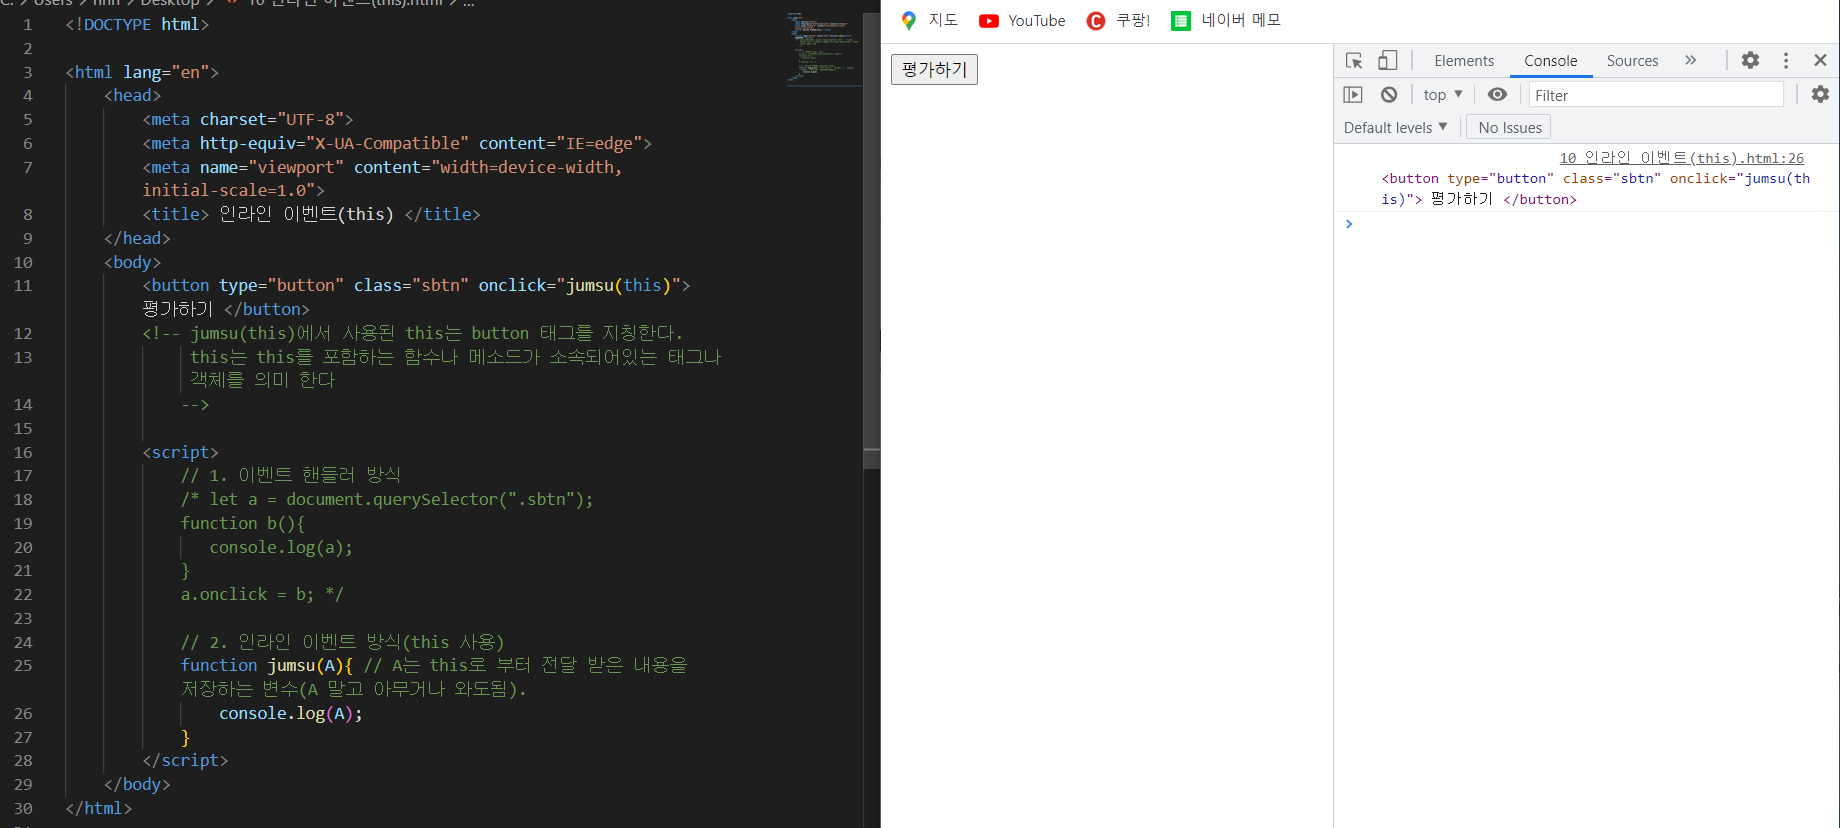 C: > Users > hnh > Desktop > <> 10 인라인 이벤트(this).html > ...
1 <!DOCTYPE html>
2
3 <html lang="en">
4 <head>
5 <meta charset="UTF-8">
6 <meta http-equiv="X-UA-Compatible" content="IE=edge">
7 <meta name="viewport" content="width=device-width,
initial-scale=1.0">
8 <title> 인라인 이벤트(this) </title>
9 </head>
10 <body>
11 <button type="button" class="sbtn" onclick="jumsu(this)">
평가하기 </button>
12 <!-- jumsu(this)에서 사용된 this는 button 태그를 지칭한다.
13 this는 this를 포함하는 함수나 메소드가 소속되어있는 태그나
객체를 의미 한다
14 -->
15
16 <script>
17 // 1. 이벤트 핸들러 방식
18 /* let a = document.querySelector(".sbtn");
19 function b(){
20 console.log(a);
21 }
22 a.onclick = b; */
23
24 // 2. 인라인 이벤트 방식(this 사용)
25 function jumsu(A){ // A는 this로 부터 전달 받은 내용을
저장하는 변수(A 말고 아무거나 와도됨).
26 console.log(A);
27 }
28 </script>
29 </body>
30 </html>
지도 YouTube 쿠팡! 네이버 메모
평가하기
Elements Console Sources »
top ▼ Filter
Default levels ▼ No Issues
10 인라인 이벤트(this).html:26
<button type="button" class="sbtn" onclick="jumsu(th
is)"> 평가하기 </button>
>